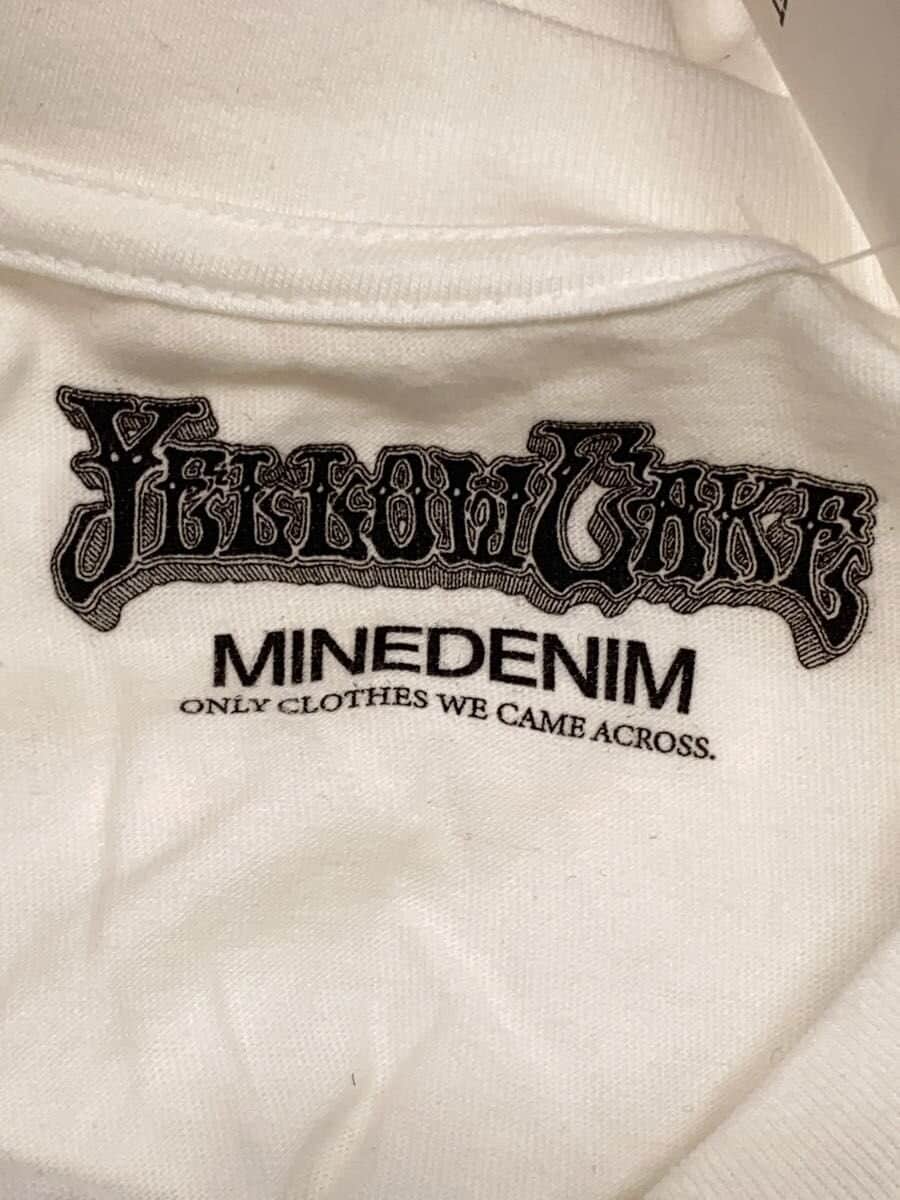 YELLOWCAKE
MINEDENIM
ONLY CLOTHES WE CAME ACROSS.